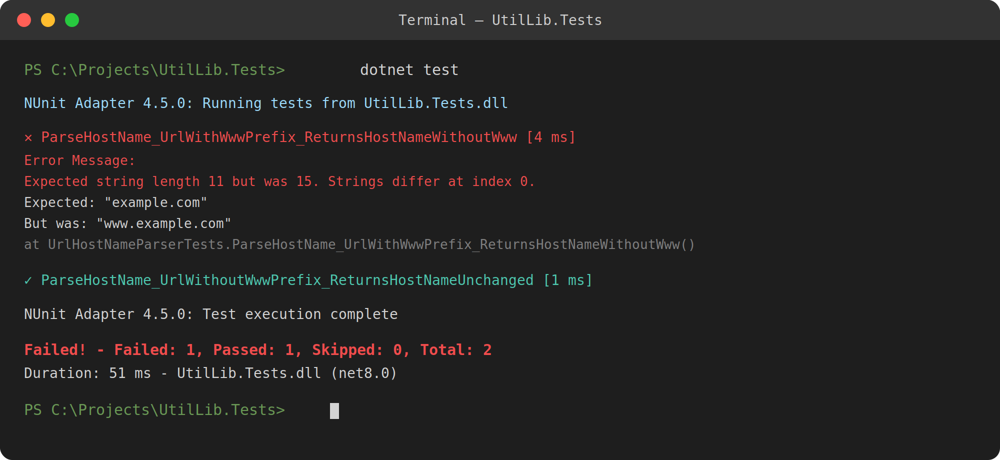 Terminal — UtilLib.Tests
PS C:\Projects\UtilLib.Tests> dotnet test
NUnit Adapter 4.5.0: Running tests from UtilLib.Tests.dll
✕ ParseHostName_UrlWithWwwPrefix_ReturnsHostNameWithoutWww [4 ms]
Error Message:
Expected string length 11 but was 15. Strings differ at index 0.
Expected: "example.com"
But was: "www.example.com"
at UrlHostNameParserTests.ParseHostName_UrlWithWwwPrefix_ReturnsHostNameWithoutWww()
✓ ParseHostName_UrlWithoutWwwPrefix_ReturnsHostNameUnchanged [1 ms]
NUnit Adapter 4.5.0: Test execution complete
Failed! - Failed: 1, Passed: 1, Skipped: 0, Total: 2
Duration: 51 ms - UtilLib.Tests.dll (net8.0)
PS C:\Projects\UtilLib.Tests>